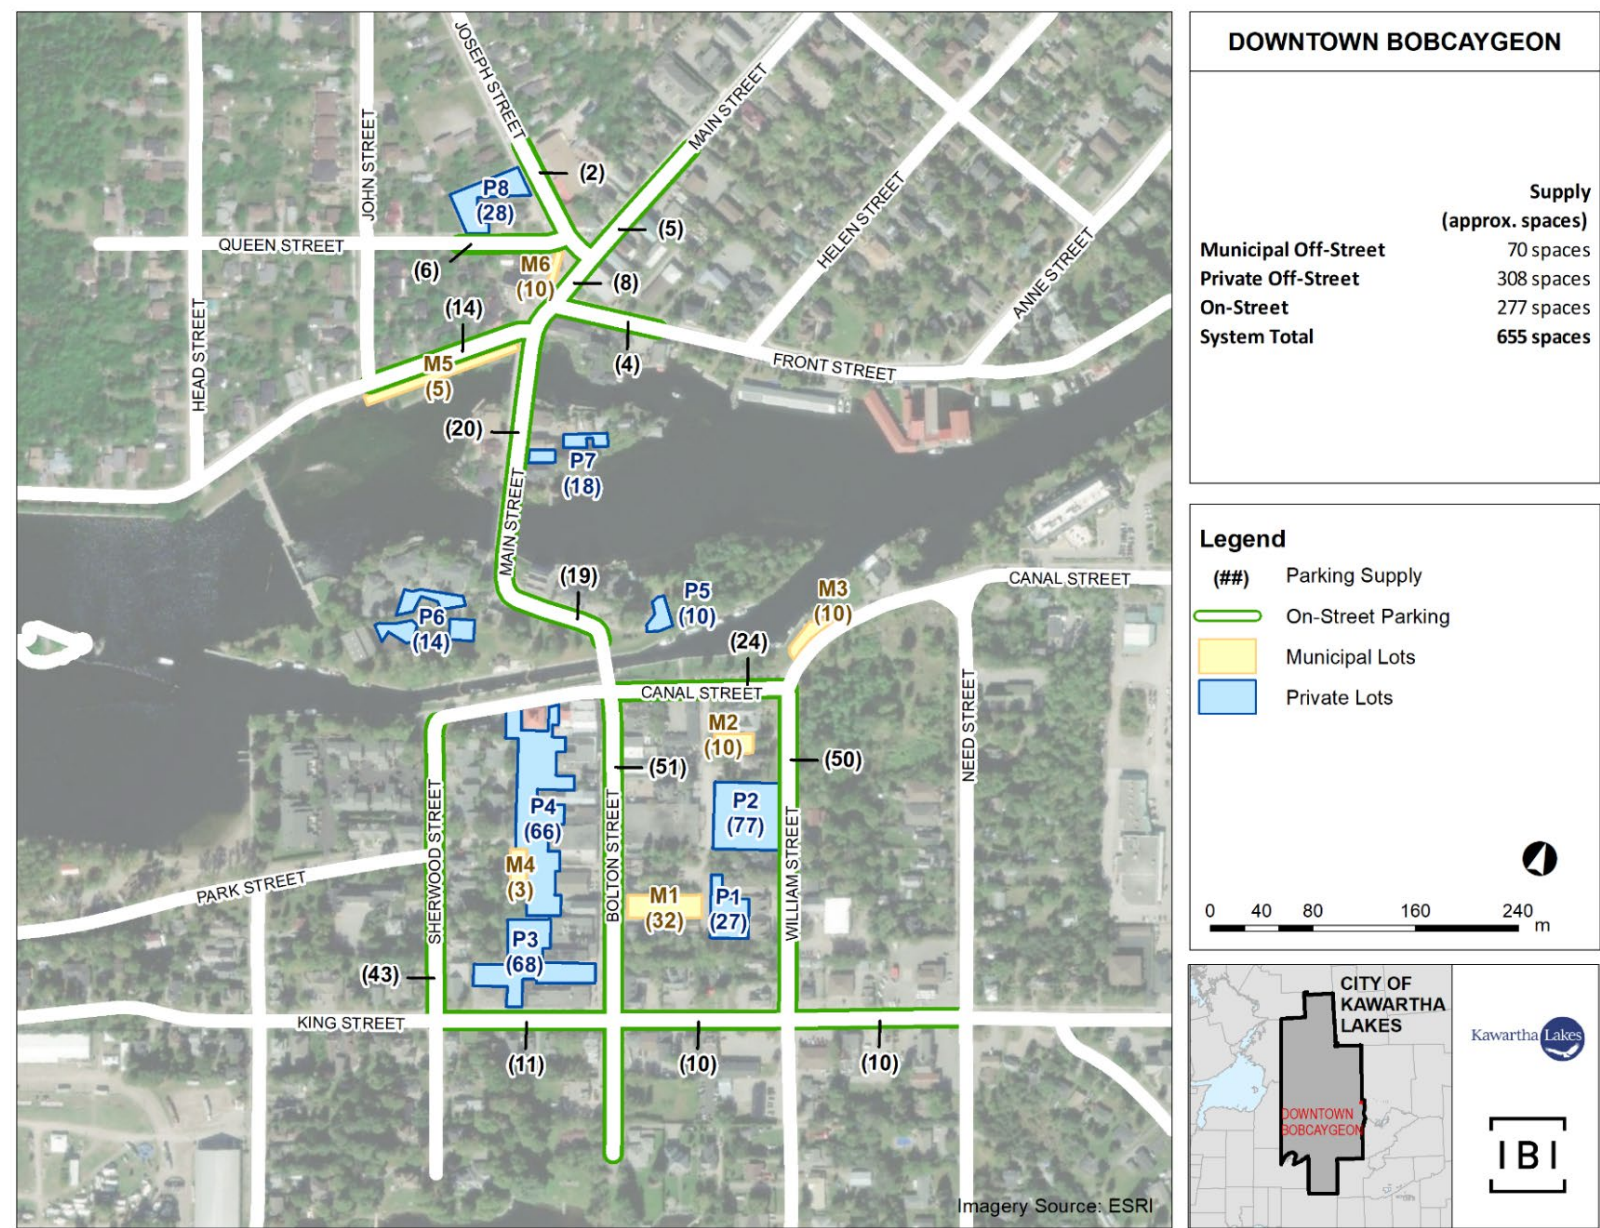 JOSEPH STREET
MAIN STREET
JOHN STREET
P8
(28)
(2)
(5)
QUEEN STREET
(6)
M6
(10)
(8)
HELEN STREET
ANNE STREET
HEAD STREET
(14)
M5
(5)
(4)
FRONT STREET
(20)
P7
(18)
MAIN STREET
(19)
P5
(10)
M3
(10)
CANAL STREET
P6
(14)
(24)
CANAL STREET
M2
(10)
(51)
(50)
NEED STREET
P4
(66)
P2
(77)
SHERWOOD STREET
BOLTON STREET
WILLIAM STREET
PARK STREET
M4
(3)
M1
(32)
P1
(27)
P3
(68)
(43)
KING STREET
(11)
(10)
(10)
Imagery Source: ESRI
DOWNTOWN BOBCAYGEON
Supply
(approx. spaces)
Municipal Off-Street 70 spaces
Private Off-Street 308 spaces
On-Street 277 spaces
System Total 655 spaces
Legend
(##) Parking Supply
On-Street Parking
Municipal Lots
Private Lots
0 40 80 160 240
m
CITY OF
KAWARTHA
LAKES
DOWNTOWN
BOBCAYGEON
Kawartha Lakes
IBI